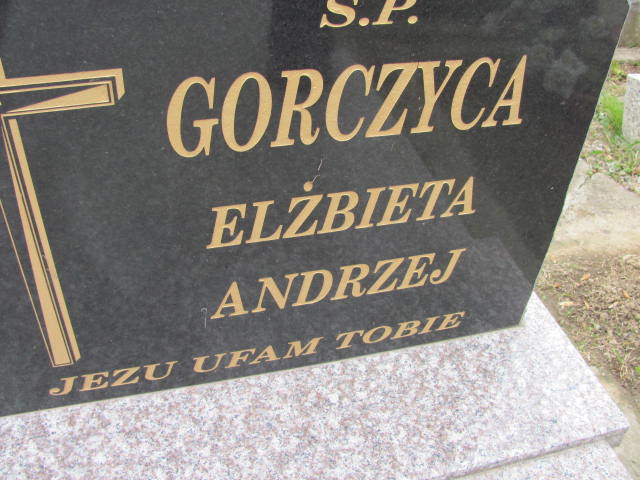 S.P.
GORCZYCA
ELŻBIETA
ANDRZEJ
JEZU UFAM TOBIE